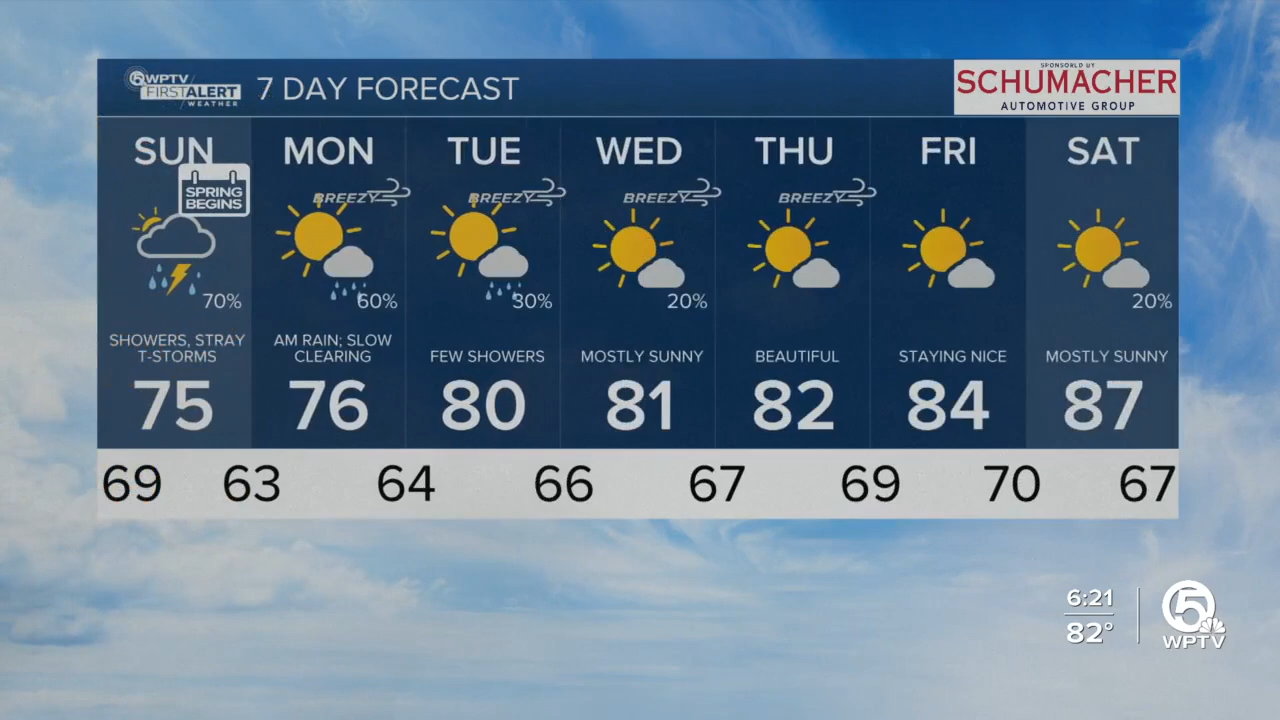 5 WPTV
FIRST ALERT
WEATHER
7 DAY FORECAST
SPONSORED BY
SCHUMACHER
AUTOMOTIVE GROUP
SUN MON TUE WED THU FRI SAT
SPRING
BEGINS
BREEZY BREEZY BREEZY BREEZY
70% 60% 30% 20% 20%
SHOWERS, STRAY
T-STORMS
AM RAIN; SLOW
CLEARING
FEW SHOWERS
MOSTLY SUNNY
BEAUTIFUL
STAYING NICE
MOSTLY SUNNY
75 76 80 81 82 84 87
69 63 64 66 67 69 70 67
6:21
82°
5
WPTV